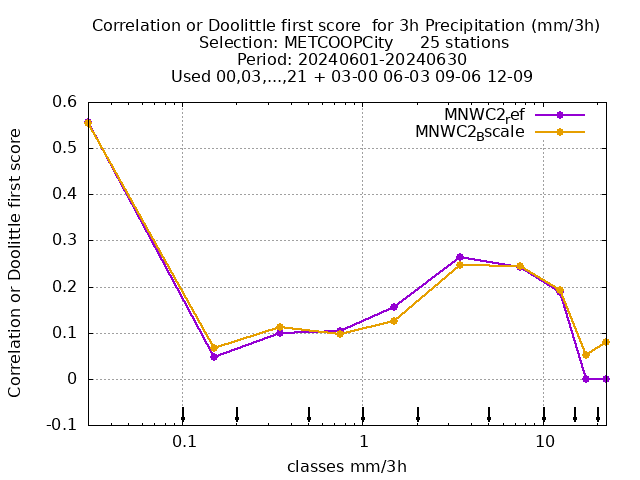 Correlation or Doolittle first score  for 3h Precipitation (mm/3h)
Selection: METCOOPCity     25 stations
Period: 20240601-20240630
Used 00,03,...,21 + 03-00 06-03 09-06 12-09
MNWC2ref
MNWC2Bscale
Correlation or Doolittle first score
0.6
0.5
0.4
0.3
0.2
0.1
0
-0.1
0.1
1
10
classes mm/3h